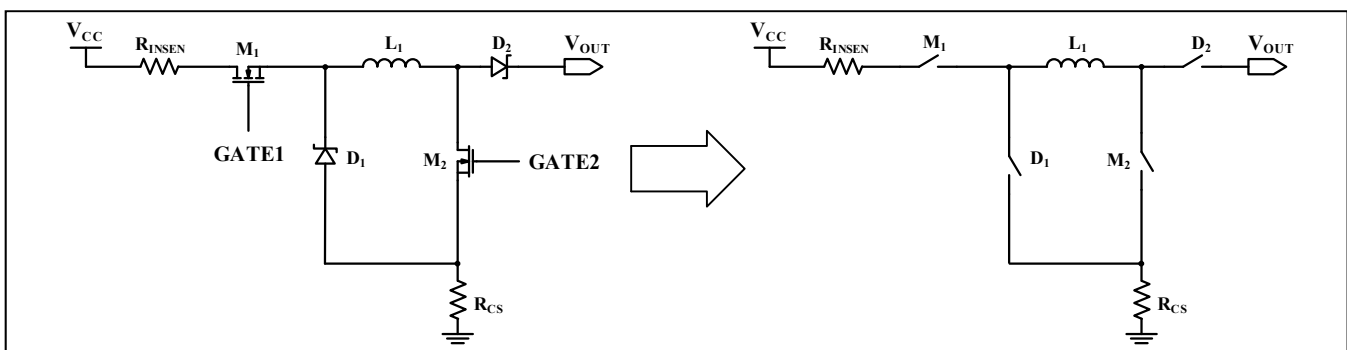 VCC RINSEN M1 L1 D2 VOUT
GATE1 D1 M2 GATE2
RCS
VCC RINSEN M1 L1 D2 VOUT
D1 M2
RCS